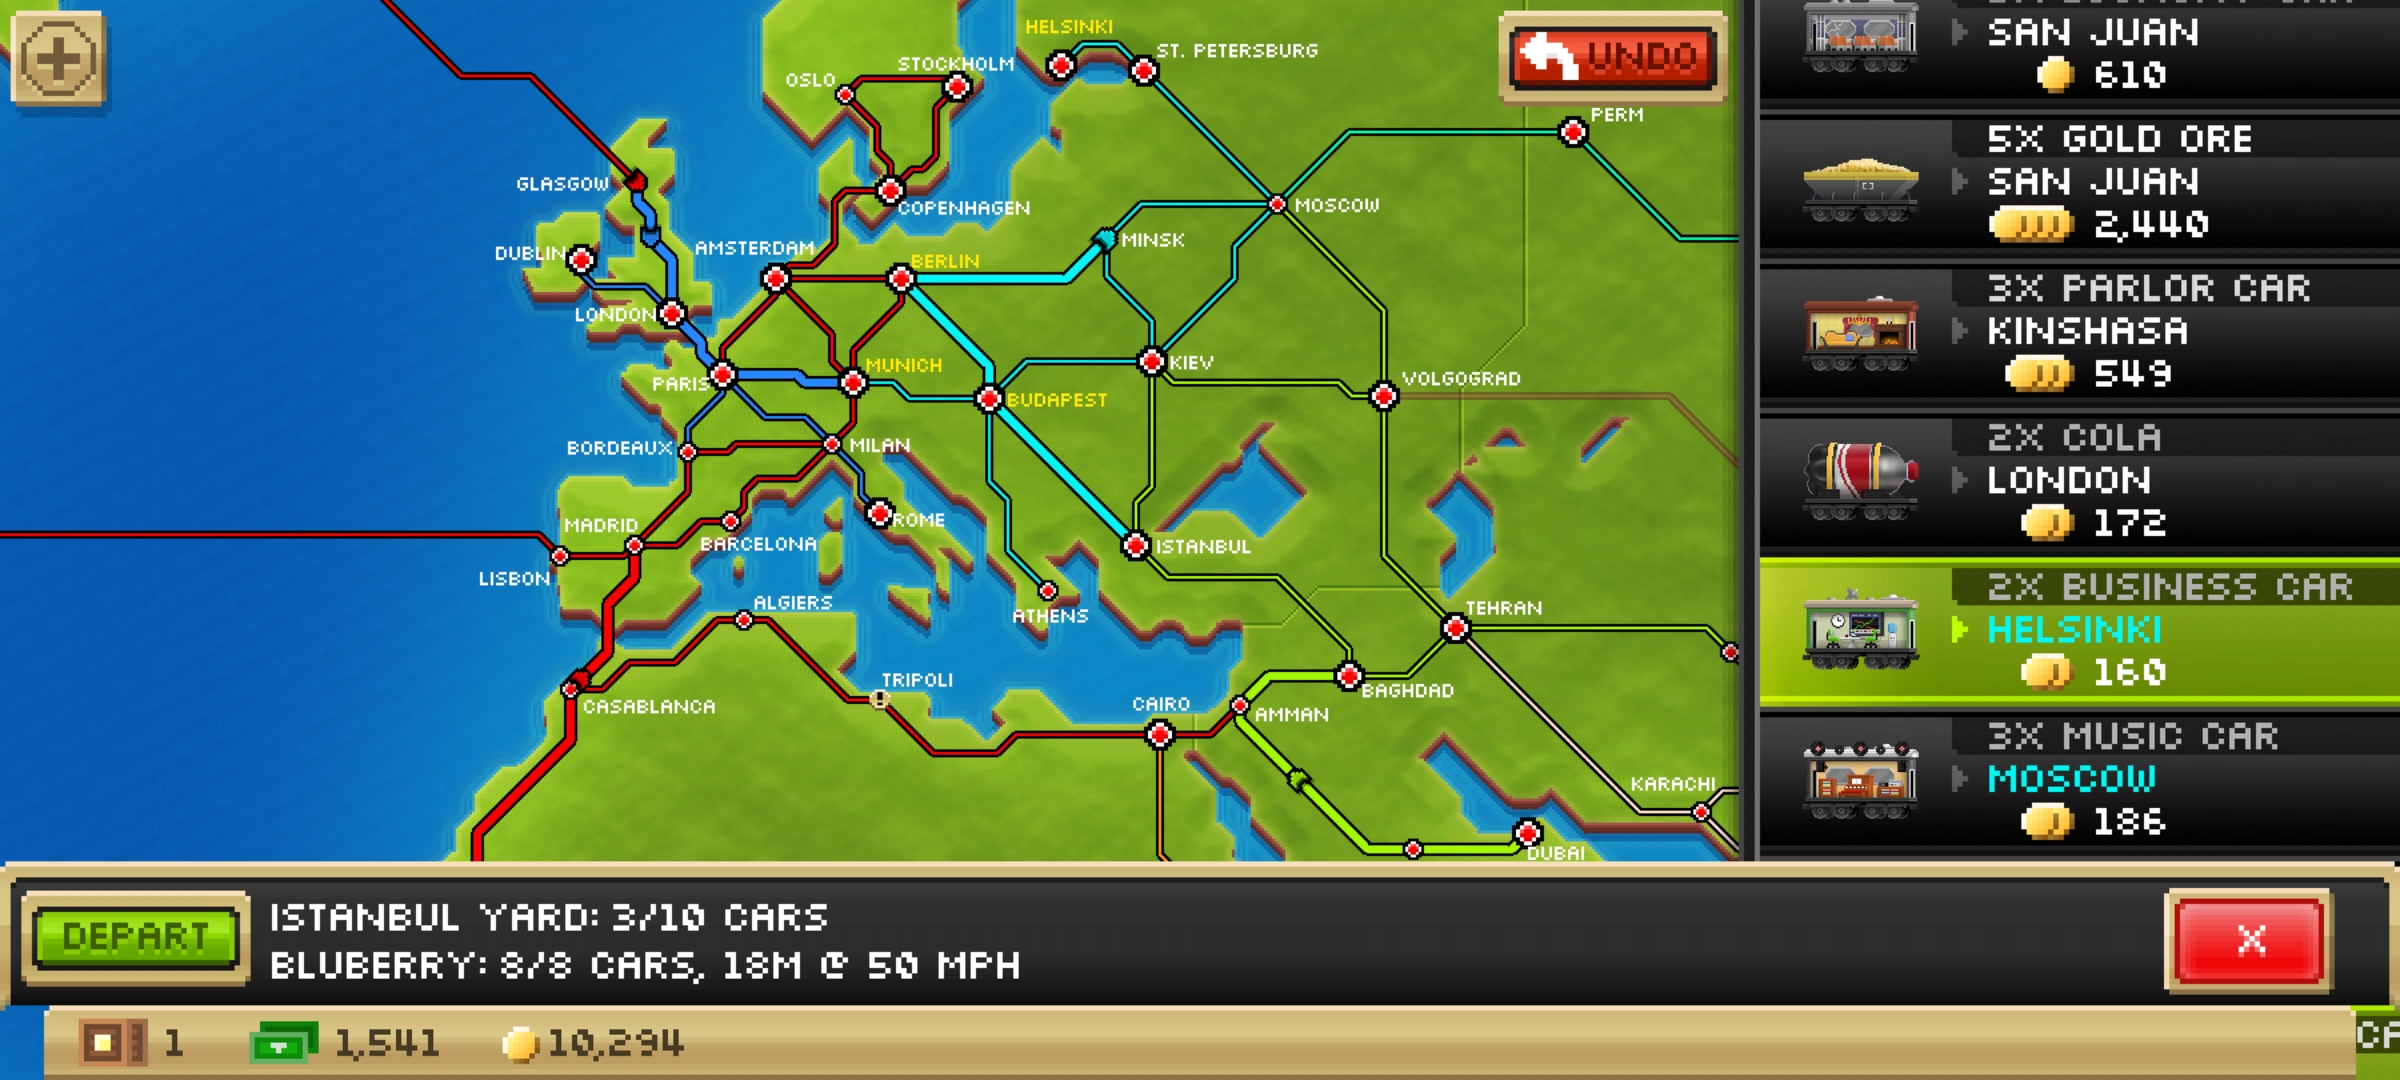 HELSINKI
ST. PETERSBURG
STOCKHOLM
OSLO
UNDO
PERM
GLASGOW
COPENHAGEN
MOSCOW
DUBLIN
AMSTERDAM
BERLIN
MINSK
LONDON
MUNICH
KIEV
PARIS
VOLGOGRAD
BUDAPEST
BORDEAUX
MILAN
ROME
MADRID
BARCELONA
ISTANBUL
LISBON
ALGIERS
ATHENS
TEHRAN
TRIPOLI
CASABLANCA
CAIRO
AMMAN
BAGHDAD
KARACHI
DUBAI
SAN JUAN
610
5X GOLD ORE
SAN JUAN
2,440
3X PARLOR CAR
KINSHASA
549
2X COLA
LONDON
172
2X BUSINESS CAR
HELSINKI
160
3X MUSIC CAR
MOSCOW
186
DEPART
ISTANBUL YARD: 3/10 CARS
BLUBERRY: 8/8 CARS, 18M @ 50 MPH
X
1
1,541
10,294